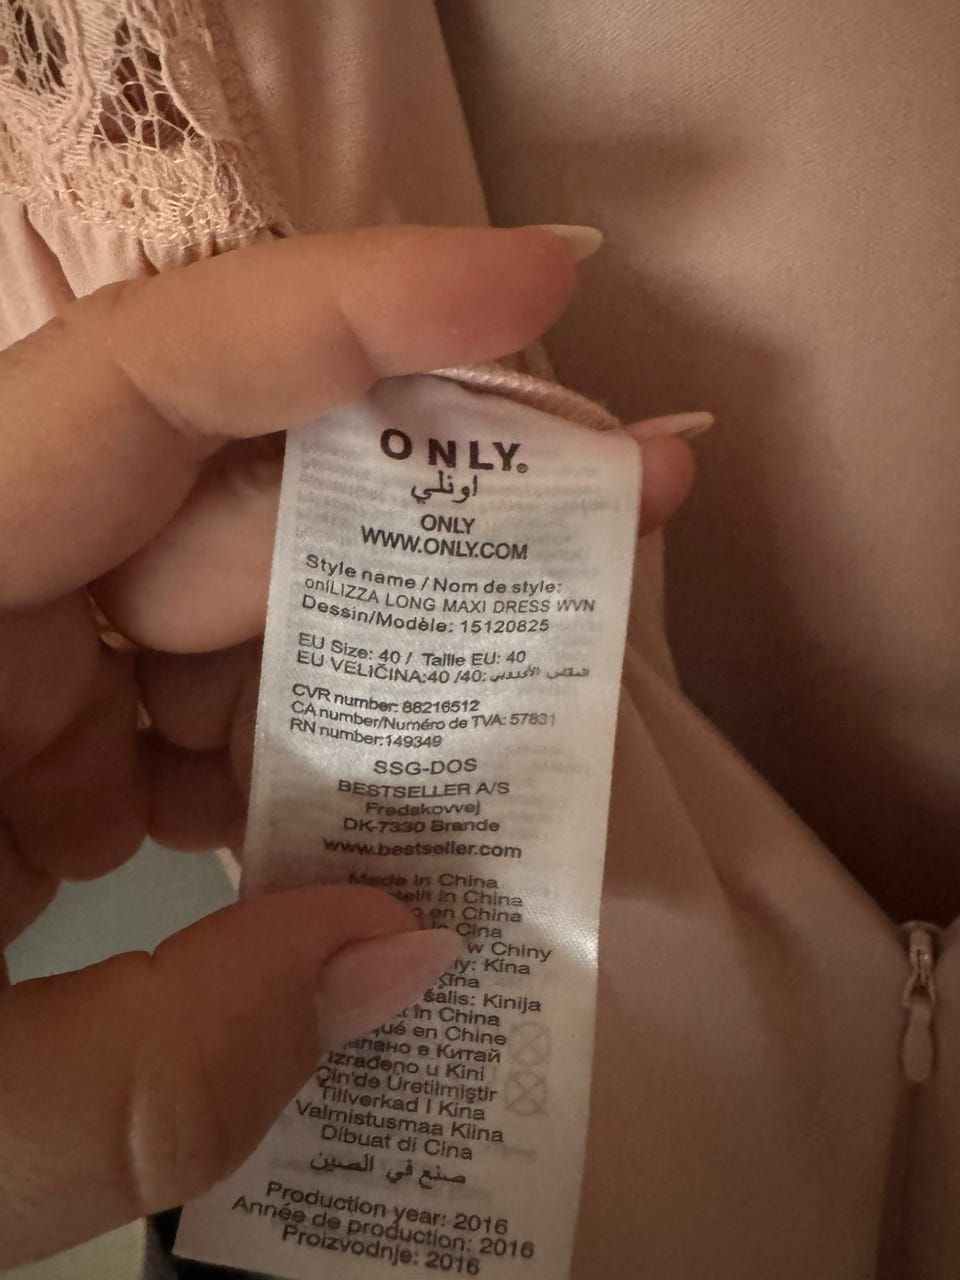 ONLY®
اونلي
ONLY
WWW.ONLY.COM
Style name / Nom de style:
onlLIZZA LONG MAXI DRESS WVN
Dessin/Modèle: 15120825
EU Size: 40 / Taille EU: 40
EU VELIČINA:40 /40:
CVR number: 88216512
CA number/Numéro de TVA: 57831
RN number:149349
SSG-DOS
BESTSELLER A/S
Fredskovvej
DK-7330 Brande
www.bestseller.com
Made in China
in China
en China
Cina
w Chiny
Kína
Kinija
in China
en Chine
в Китай
Izrađeno u Kini
Çin'de Üretilmiştir
Tillverkad i Kina
Valmistusmaa Kiina
Dibuat di Cina
صنع في الصين
Production year: 2016
Année de production: 2016
Proizvodnje: 2016